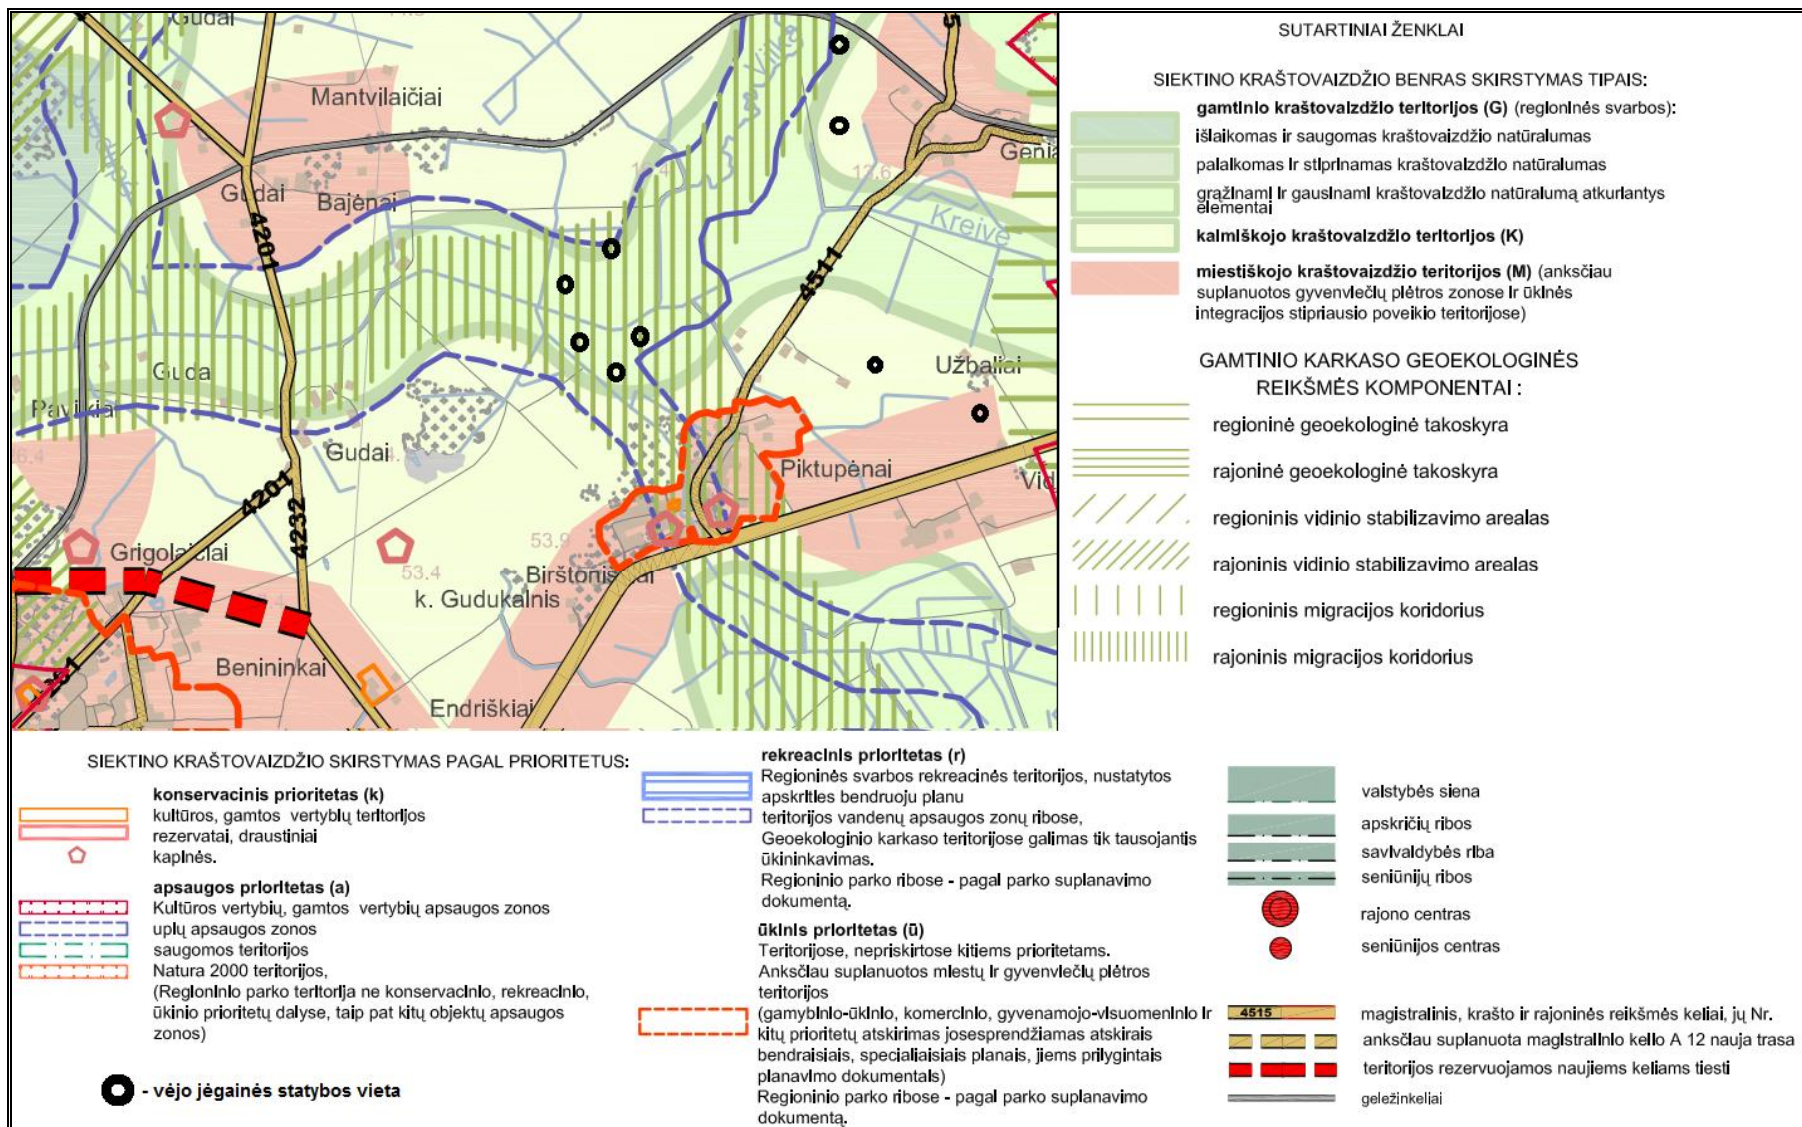 Gudai
Vilka
Mantvilaičiai
Gudai
Bajėnai
4201
Kreivė
13.6
4511
Užbaliai
Guda
Gudai
Piktupėnai
4201
4232
Grigolaičiai
53.9
53.4
k. Gudukalnis
Benininkai
Endriškiai
SUTARTINIAI ŽENKLAI
SIEKTINO KRAŠTOVAIZDŽIO BENRAS SKIRSTYMAS TIPAIS:
gamtinio kraštovaizdžio teritorijos (G) (regioninės svarbos):
išlaikomas ir saugomas kraštovaizdžio natūralumas
palaikomas ir stiprinamas kraštovaizdžio natūralumas
grąžinami ir gausinami kraštovaizdžio natūralumą atkuriantys
elementai
kaimiškojo kraštovaizdžio teritorijos (K)
miestiškojo kraštovaizdžio teritorijos (M) (anksčiau
suplanuotos gyvenviečių plėtros zonose ir ūkinės
integracijos stipriausio poveikio teritorijose)
GAMTINIO KARKASO GEOEKOLOGINĖS
REIKŠMĖS KOMPONENTAI :
regioninė geoekologinė takoskyra
rajoninė geoekologinė takoskyra
regioninis vidinio stabilizavimo arealas
rajoninis vidinio stabilizavimo arealas
regioninis migracijos koridorius
rajoninis migracijos koridorius
SIEKTINO KRAŠTOVAIZDŽIO SKIRSTYMAS PAGAL PRIORITETUS:
konservacinis prioritetas (k)
kultūros, gamtos vertybių teritorijos
rezervatai, draustiniai
kapinės.
apsaugos prioritetas (a)
Kultūros vertybių, gamtos vertybių apsaugos zonos
upių apsaugos zonos
saugomos teritorijos
Natura 2000 teritorijos,
(Regioninio parko teritorija ne konservacinio, rekreacinio,
ūkinio prioritetų dalyse, taip pat kitų objektų apsaugos
zonos)
- vėjo jėgainės statybos vieta
rekreacinis prioritetas (r)
Regioninės svarbos rekreacinės teritorijos, nustatytos
apskrities bendruoju planu
teritorijos vandenų apsaugos zonų ribose,
Geoekologinio karkaso teritorijose galimas tik tausojantis
ūkininkavimas.
Regioninio parko ribose - pagal parko suplanavimo
dokumentą.
ūkinis prioritetas (ū)
Teritorijose, nepriskirtose kitiems prioritetams.
Anksčiau suplanuotos miestų ir gyvenviečių plėtros
teritorijos
(gamybinio-ūkinio, komercinio, gyvenamojo-visuomeninio ir
kitų prioritetų atskirimas josesprendžiamas atskirais
bendraisiais, specialiaisiais planais, jiems prilygintais
planavimo dokumentais)
Regioninio parko ribose - pagal parko suplanavimo
dokumentą.
valstybės siena
apskričių ribos
savivaldybės riba
seniūnijų ribos
rajono centras
seniūnijos centras
4515
magistralinis, krašto ir rajoninės reikšmės keliai, jų Nr.
anksčiau suplanuota magistralinio kelio A 12 nauja trasa
teritorijos rezervuojamos naujiems keliams tiesti
geležinkeliai